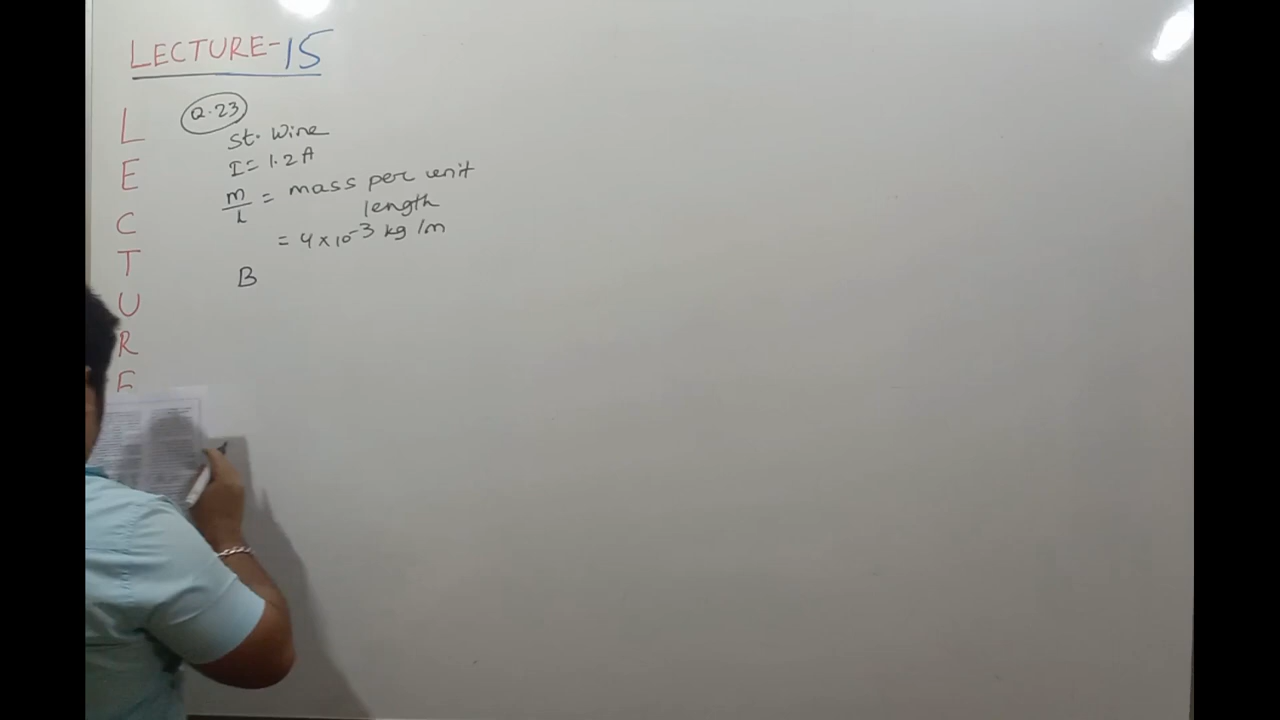 LECTURE-15
L
E
C
T
U
R
E
Q.23
St. Wire
I = 1.2 A
m/L = mass per unit
length
= 4 × 10⁻³ kg/m
B